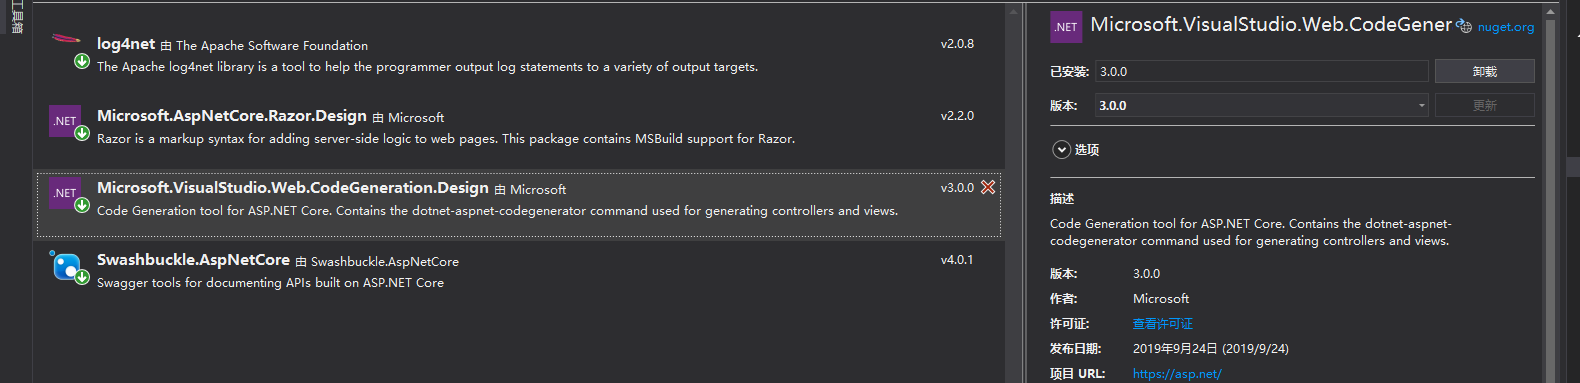 工具箱
log4net 由 The Apache Software Foundation
v2.0.8
The Apache log4net library is a tool to help the programmer output log statements to a variety of output targets.
.NET
Microsoft.AspNetCore.Razor.Design 由 Microsoft
v2.2.0
Razor is a markup syntax for adding server-side logic to web pages. This package contains MSBuild support for Razor.
.NET
Microsoft.VisualStudio.Web.CodeGeneration.Design 由 Microsoft
v3.0.0
Code Generation tool for ASP.NET Core. Contains the dotnet-aspnet-codegenerator command used for generating controllers and views.
Swashbuckle.AspNetCore 由 Swashbuckle.AspNetCore
v4.0.1
Swagger tools for documenting APIs built on ASP.NET Core
.NET
Microsoft.VisualStudio.Web.CodeGener
nuget.org
已安装: 3.0.0 卸载
版本: 3.0.0 更新
选项
描述
Code Generation tool for ASP.NET Core. Contains the dotnet-aspnet-
codegenerator command used for generating controllers and views.
版本: 3.0.0
作者: Microsoft
许可证: 查看许可证
发布日期: 2019年9月24日 (2019/9/24)
项目 URL: https://asp.net/